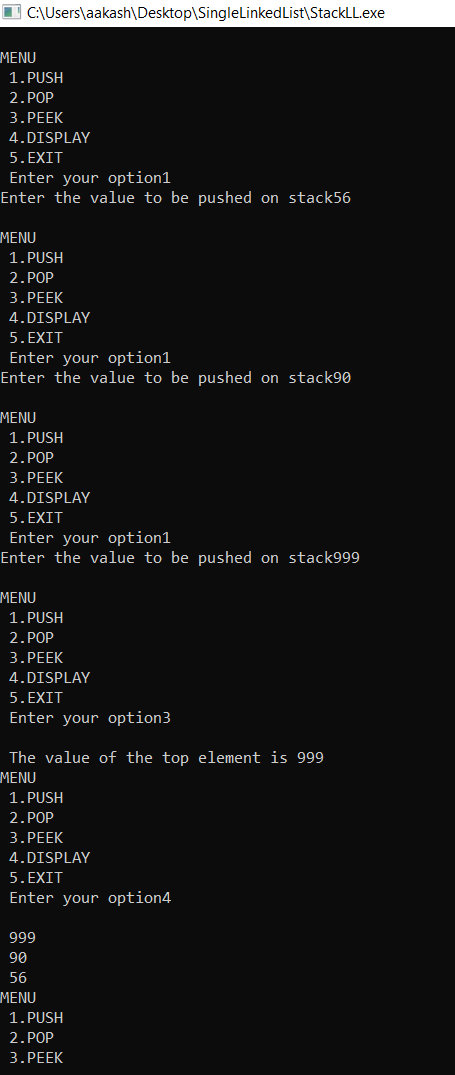 C:\Users\aakash\Desktop\SingleLinkedList\StackLL.exe
MENU
1.PUSH
2.POP
3.PEEK
4.DISPLAY
5.EXIT
Enter your option1
Enter the value to be pushed on stack56
MENU
1.PUSH
2.POP
3.PEEK
4.DISPLAY
5.EXIT
Enter your option1
Enter the value to be pushed on stack90
MENU
1.PUSH
2.POP
3.PEEK
4.DISPLAY
5.EXIT
Enter your option1
Enter the value to be pushed on stack999
MENU
1.PUSH
2.POP
3.PEEK
4.DISPLAY
5.EXIT
Enter your option3
The value of the top element is 999
MENU
1.PUSH
2.POP
3.PEEK
4.DISPLAY
5.EXIT
Enter your option4
999
90
56
MENU
1.PUSH
2.POP
3.PEEK